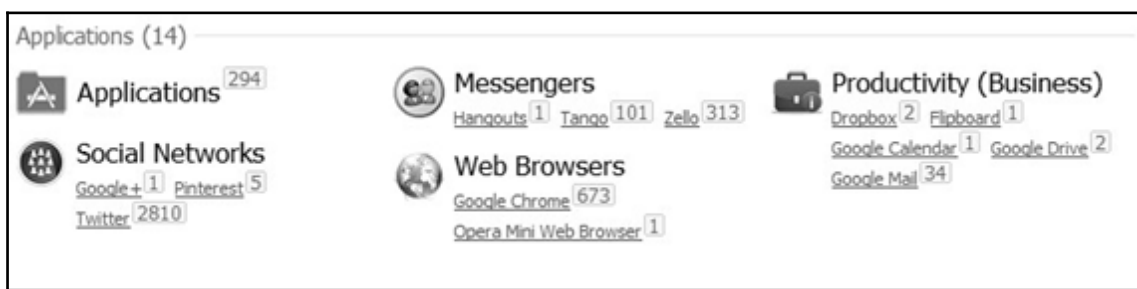 Applications (14)
Applications 294
Social Networks
Google+ 1 Pinterest 5
Twitter 2810
Messengers
Hangouts 1 Tango 101 Zello 313
Web Browsers
Google Chrome 673
Opera Mini Web Browser 1
Productivity (Business)
Dropbox 2 Flipboard 1
Google Calendar 1 Google Drive 2
Google Mail 34